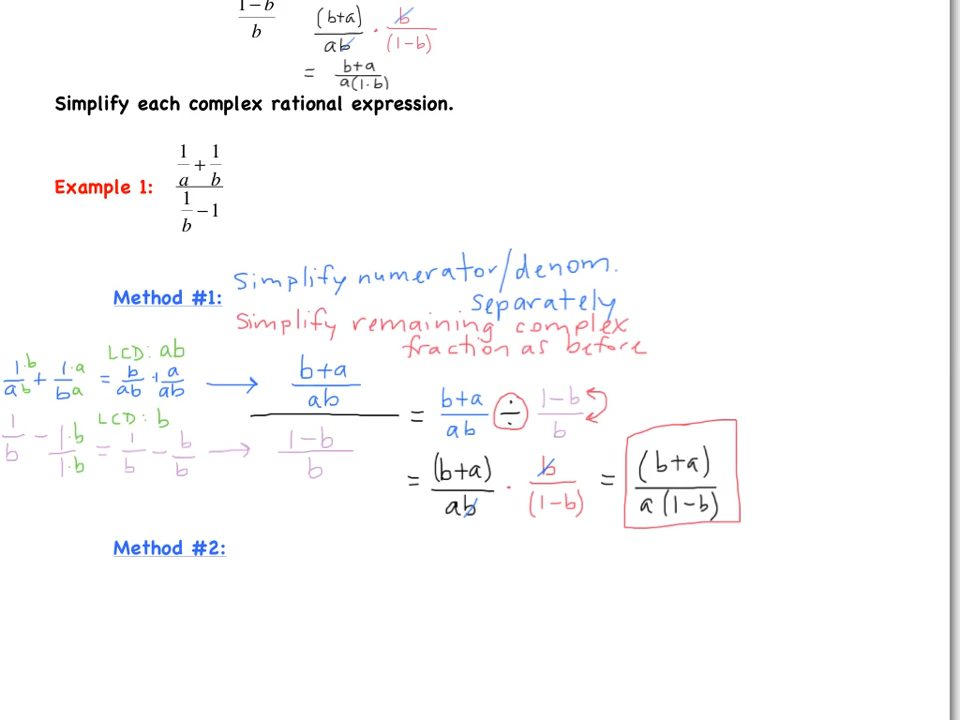 1−b / b
(b+a) / ab · b / (1−b)
= b+a / a(1·b)
Simplify each complex rational expression.
Example 1: (1/a + 1/b) / (1/b − 1)
Method #1: Simplify numerator/denom. separately
Simplify remaining complex
fraction as before
LCD: ab
1·b / a·b + 1·a / b·a = b/ab + a/ab → b+a / ab
LCD: b
1/b − 1·b / 1·b = 1/b − b/b → 1−b / b
= b+a / ab ÷ 1−b / b
= (b+a) / ab · b / (1−b) = (b+a) / a(1−b)
Method #2: